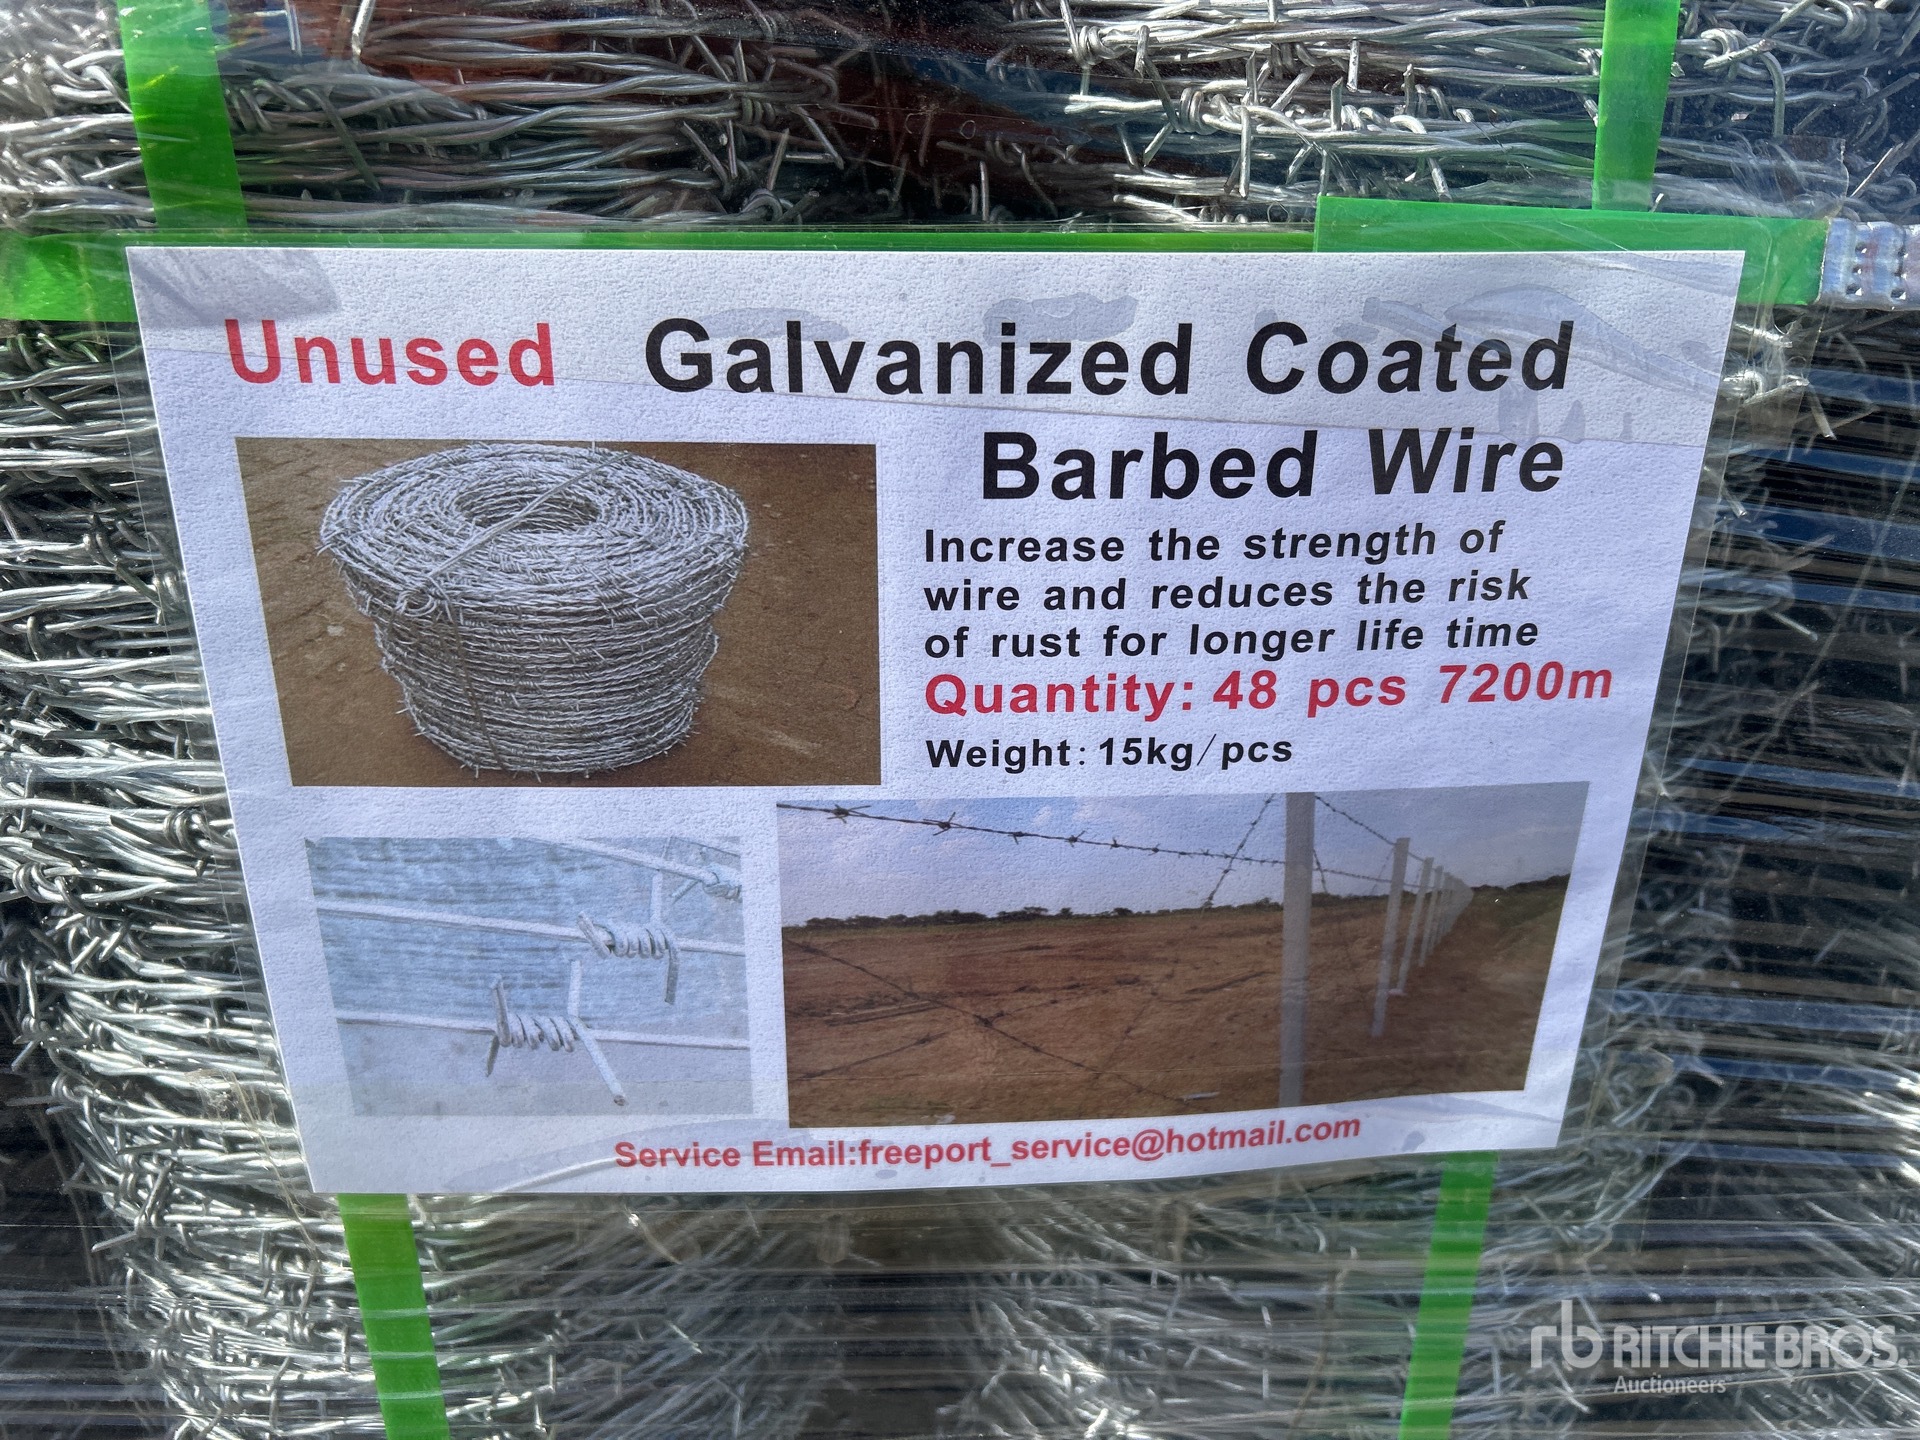 Unused Galvanized Coated
Barbed Wire
Increase the strength of
wire and reduces the risk
of rust for longer life time
Quantity: 48 pcs 7200m
Weight: 15kg/pcs
Service Email:freeport_service@hotmail.com
rb RITCHIE BROS.
Auctioneers